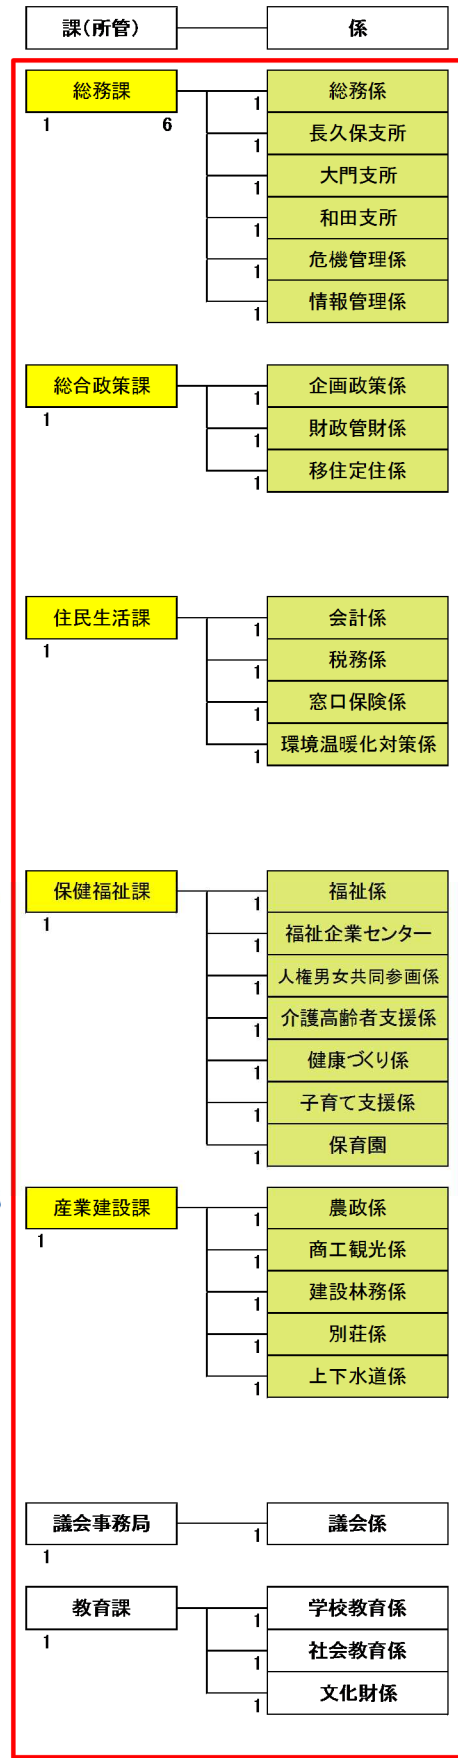 課(所管) 係
総務課 総務係
1 6 1
長久保支所
1
大門支所
1
和田支所
1
危機管理係
1
情報管理係
1
総合政策課 企画政策係
1 1
財政管財係
1
移住定住係
1
住民生活課 会計係
1 1
税務係
1
窓口保険係
1
環境温暖化対策係
1
保健福祉課 福祉係
1 1
福祉企業センター
1
人権男女共同参画係
1
介護高齢者支援係
1
健康づくり係
1
子育て支援係
1
保育園
1
産業建設課 農政係
1 1
商工観光係
1
建設林務係
1
別荘係
1
上下水道係
1
議会事務局 議会係
1 1
教育課 学校教育係
1 1
社会教育係
1
文化財係
1